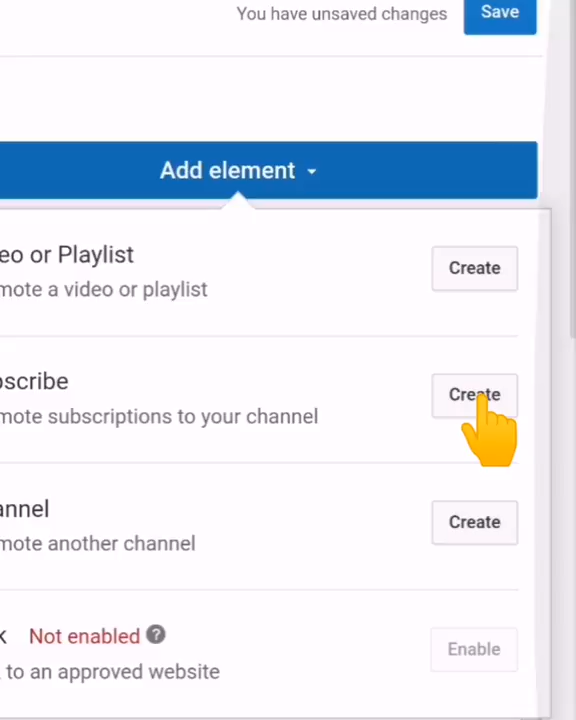 You have unsaved changes Save
Add element
eo or Playlist
mote a video or playlist
Create
scribe
mote subscriptions to your channel
Create
annel
mote another channel
Create
Not enabled ?
to an approved website
Enable